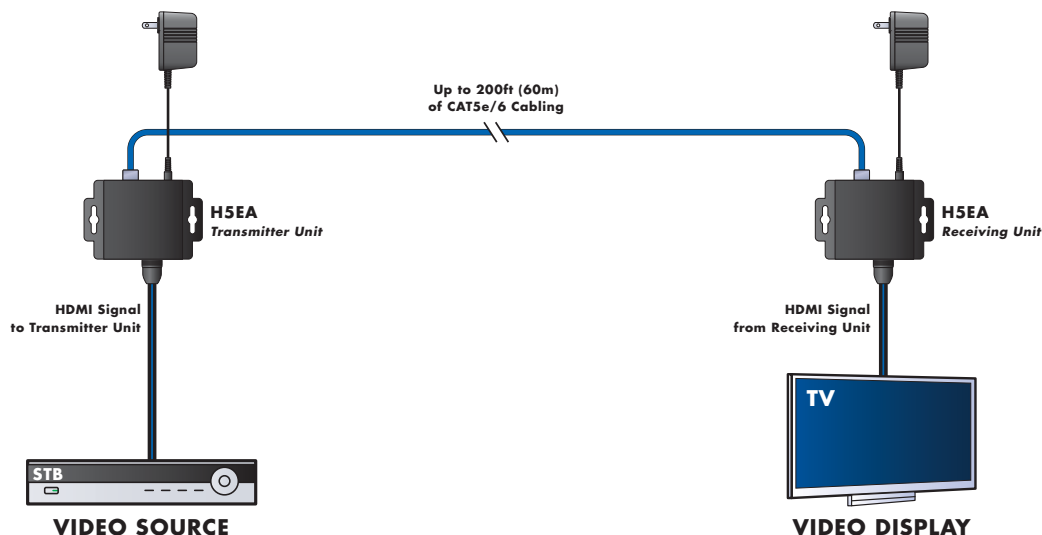 Up to 200ft (60m)
of CAT5e/6 Cabling
H5EA
Transmitter Unit
H5EA
Receiving Unit
HDMI Signal
to Transmitter Unit
HDMI Signal
from Receiving Unit
TV
STB
VIDEO SOURCE
VIDEO DISPLAY